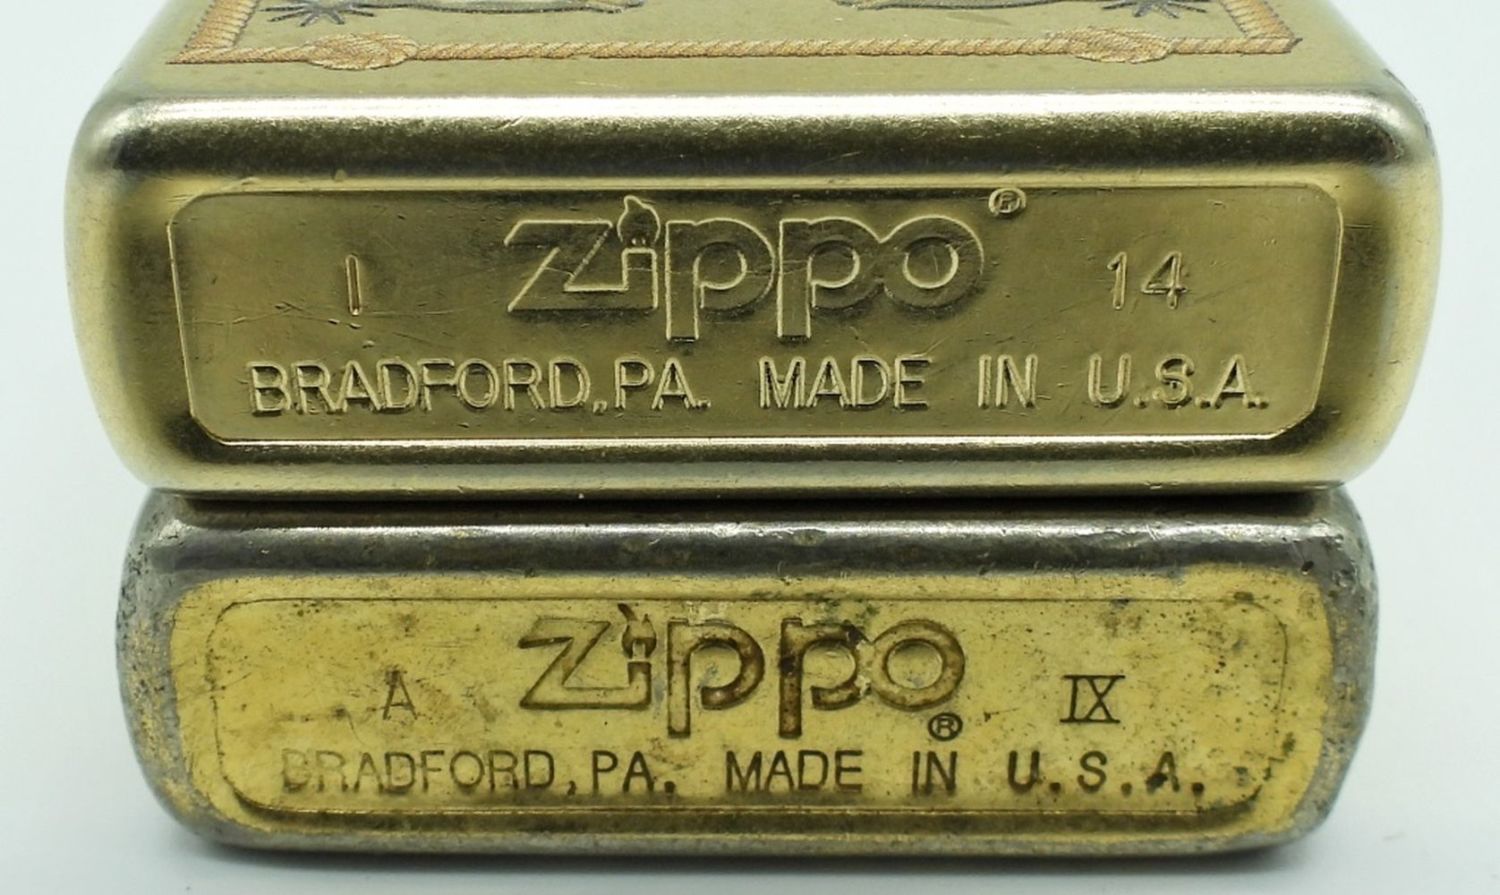 I zippo® 14
BRADFORD, PA. MADE IN U.S.A.
A zippo® IX
BRADFORD, PA. MADE IN U.S.A.